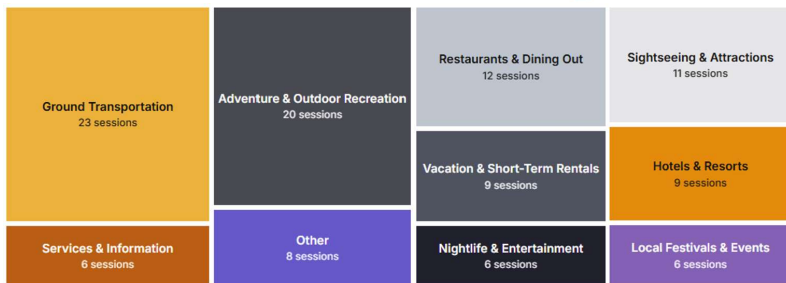 Ground Transportation
23 sessions
Adventure & Outdoor Recreation
20 sessions
Restaurants & Dining Out
12 sessions
Sightseeing & Attractions
11 sessions
Vacation & Short-Term Rentals
9 sessions
Hotels & Resorts
9 sessions
Services & Information
6 sessions
Other
8 sessions
Nightlife & Entertainment
6 sessions
Local Festivals & Events
6 sessions